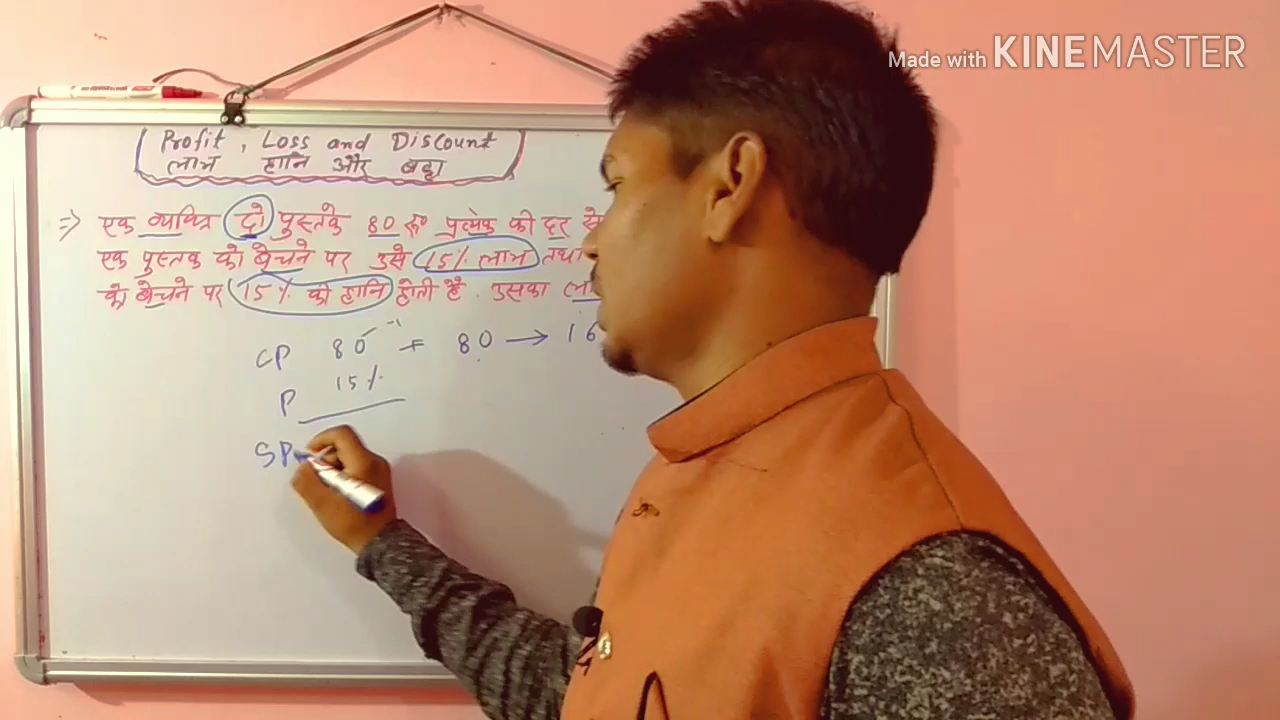 Made with KINEMASTER
Profit, Loss and Discount
लाभ हानि और बट्टा
=> एक व्यक्ति दो पुस्तके 80 रू० प्रत्येक की दर से
एक पुस्तक को बेचने पर उसे 15% लाभ तथा
को बेचने पर 15% की हानि होती है उसका
CP 80 + 80 → 16
P 15%
SP